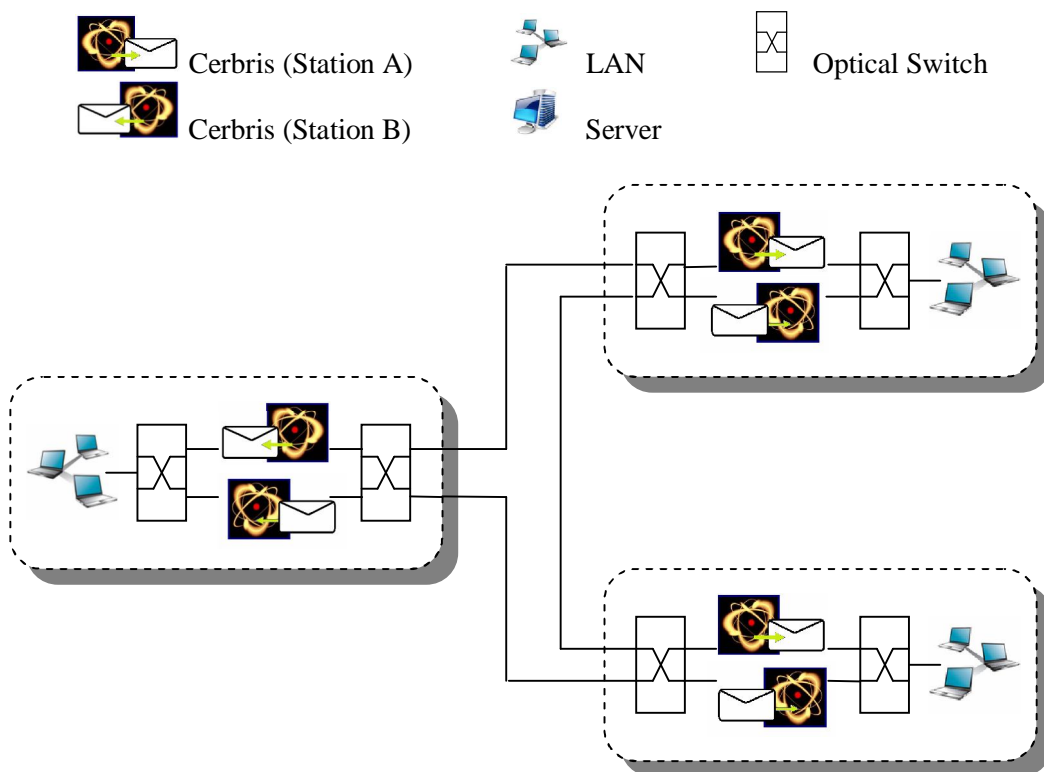 Cerbris (Station A)
LAN
Optical Switch
Cerbris (Station B)
Server